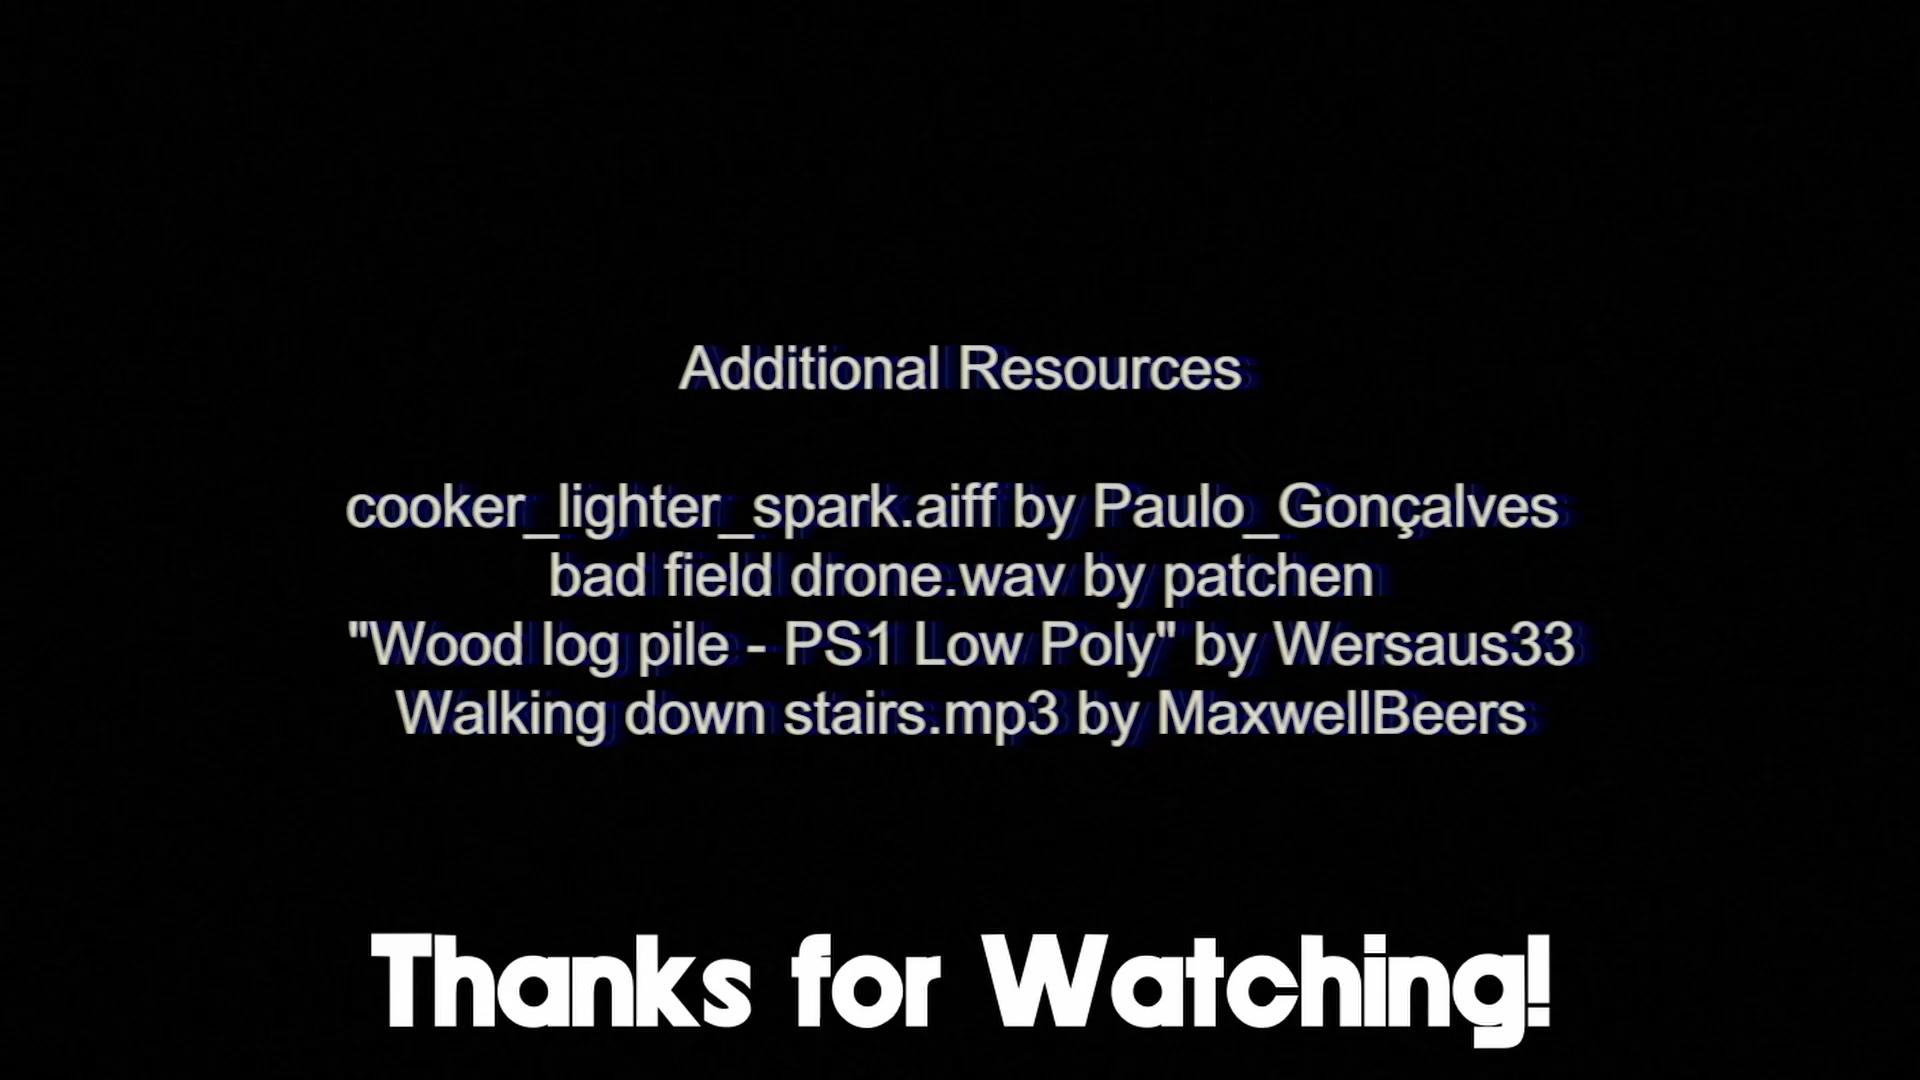 Additional Resources
cooker_lighter_spark.aiff by Paulo_Gonçalves
bad field drone.wav by patchen
"Wood log pile - PS1 Low Poly" by Wersaus33
Walking down stairs.mp3 by MaxwellBeers
Thanks for Watching!